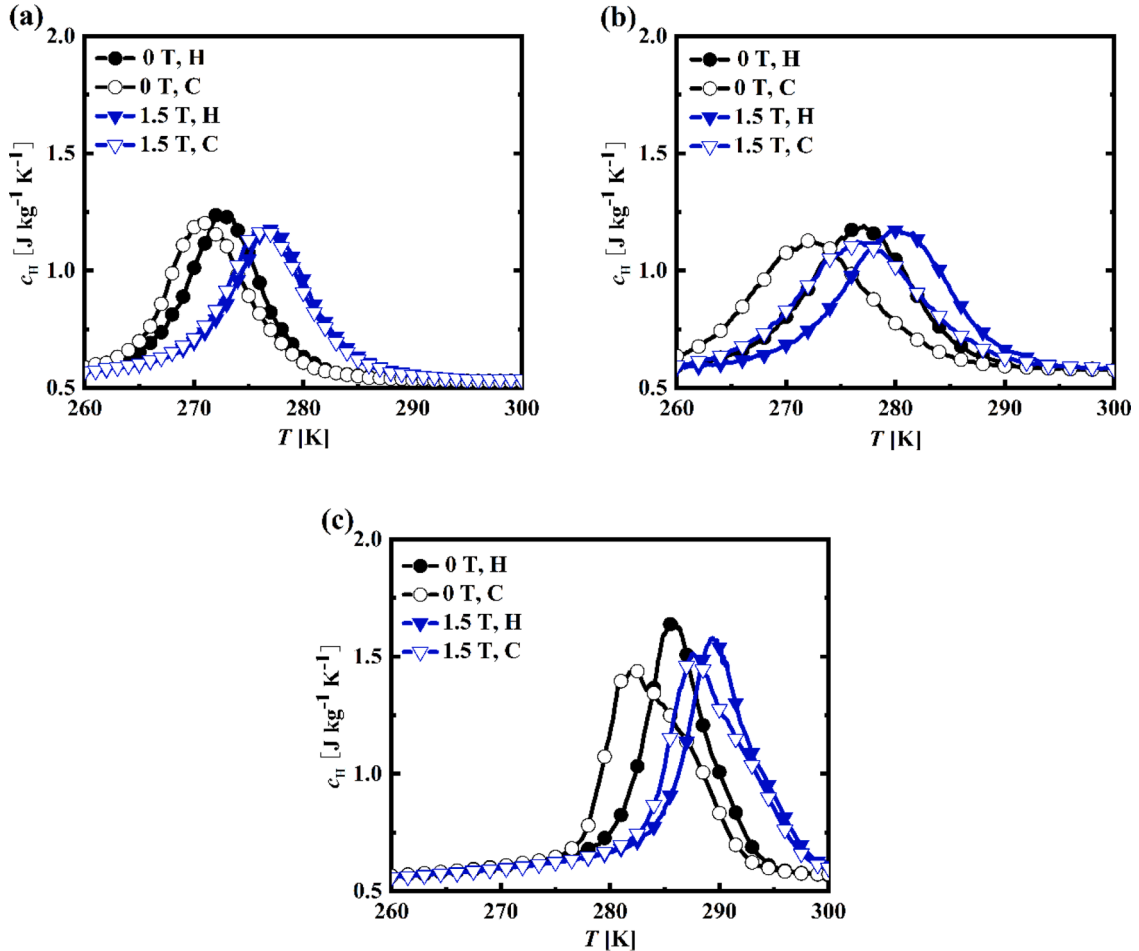 (a)
2.0
0 T, H
0 T, C
1.5 T, H
1.5 T, C
1.5
1.0
0.5
c_H [J kg⁻¹ K⁻¹]
260 270 280 290 300
T [K]
(b)
2.0
0 T, H
0 T, C
1.5 T, H
1.5 T, C
1.5
1.0
0.5
c_H [J kg⁻¹ K⁻¹]
260 270 280 290 300
T [K]
(c)
2.0
0 T, H
0 T, C
1.5 T, H
1.5 T, C
1.5
1.0
0.5
c_H [J kg⁻¹ K⁻¹]
260 270 280 290 300
T [K]